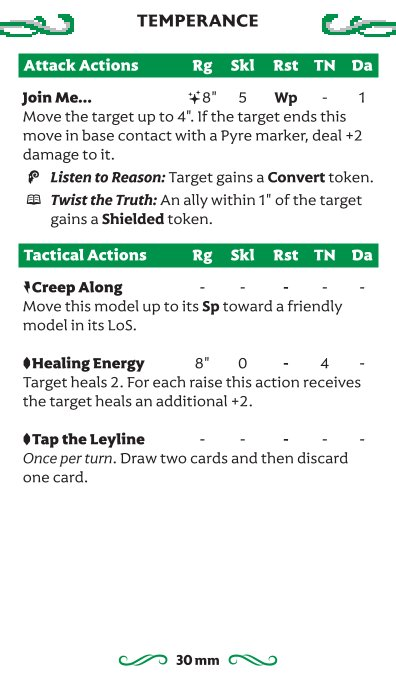 TEMPERANCE
Attack Actions Rg Skl Rst TN Da
Join Me... 8" 5 Wp - 1
Move the target up to 4". If the target ends this
move in base contact with a Pyre marker, deal +2
damage to it.
Listen to Reason: Target gains a Convert token.
Twist the Truth: An ally within 1" of the target
gains a Shielded token.
Tactical Actions Rg Skl Rst TN Da
Creep Along - - - - -
Move this model up to its Sp toward a friendly
model in its LoS.
Healing Energy 8" 0 - 4 -
Target heals 2. For each raise this action receives
the target heals an additional +2.
Tap the Leyline - - - - -
Once per turn. Draw two cards and then discard
one card.
30 mm